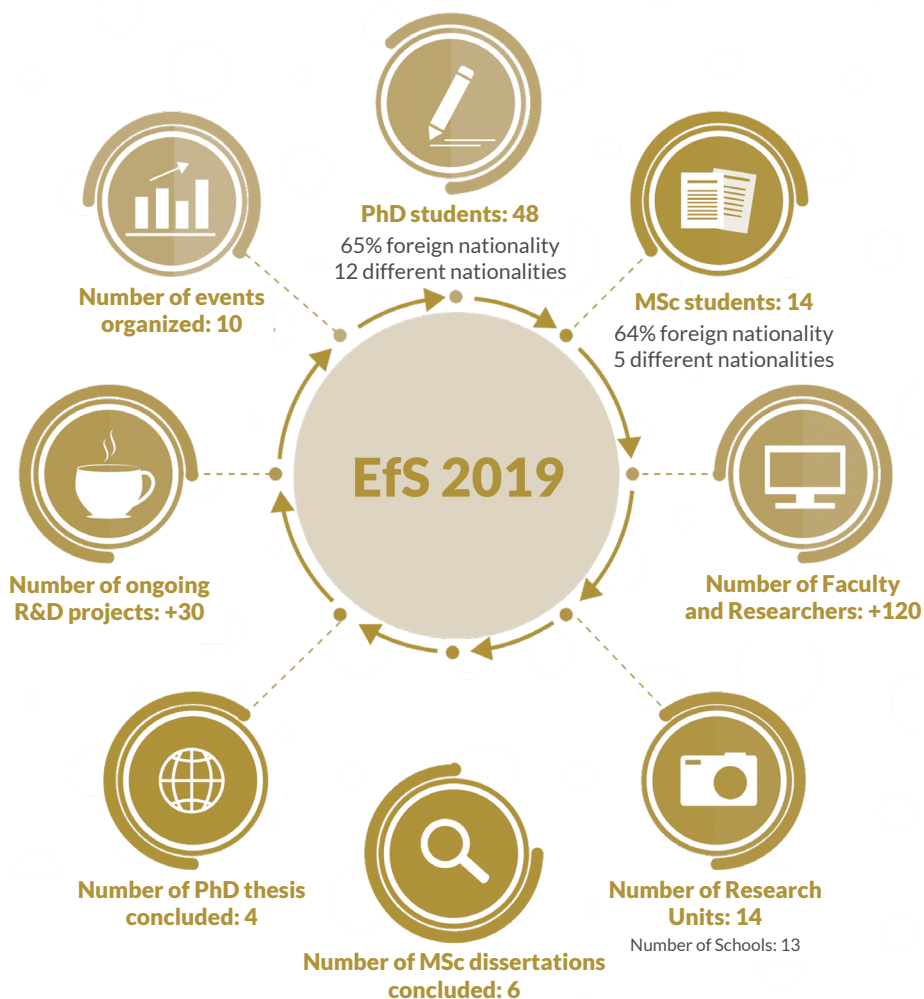 PhD students: 48
65% foreign nationality
12 different nationalities
MSc students: 14
64% foreign nationality
5 different nationalities
Number of Faculty
and Researchers: +120
Number of Research
Units: 14
Number of Schools: 13
Number of MSc dissertations
concluded: 6
Number of PhD thesis
concluded: 4
Number of ongoing
R&D projects: +30
Number of events
organized: 10
EfS 2019